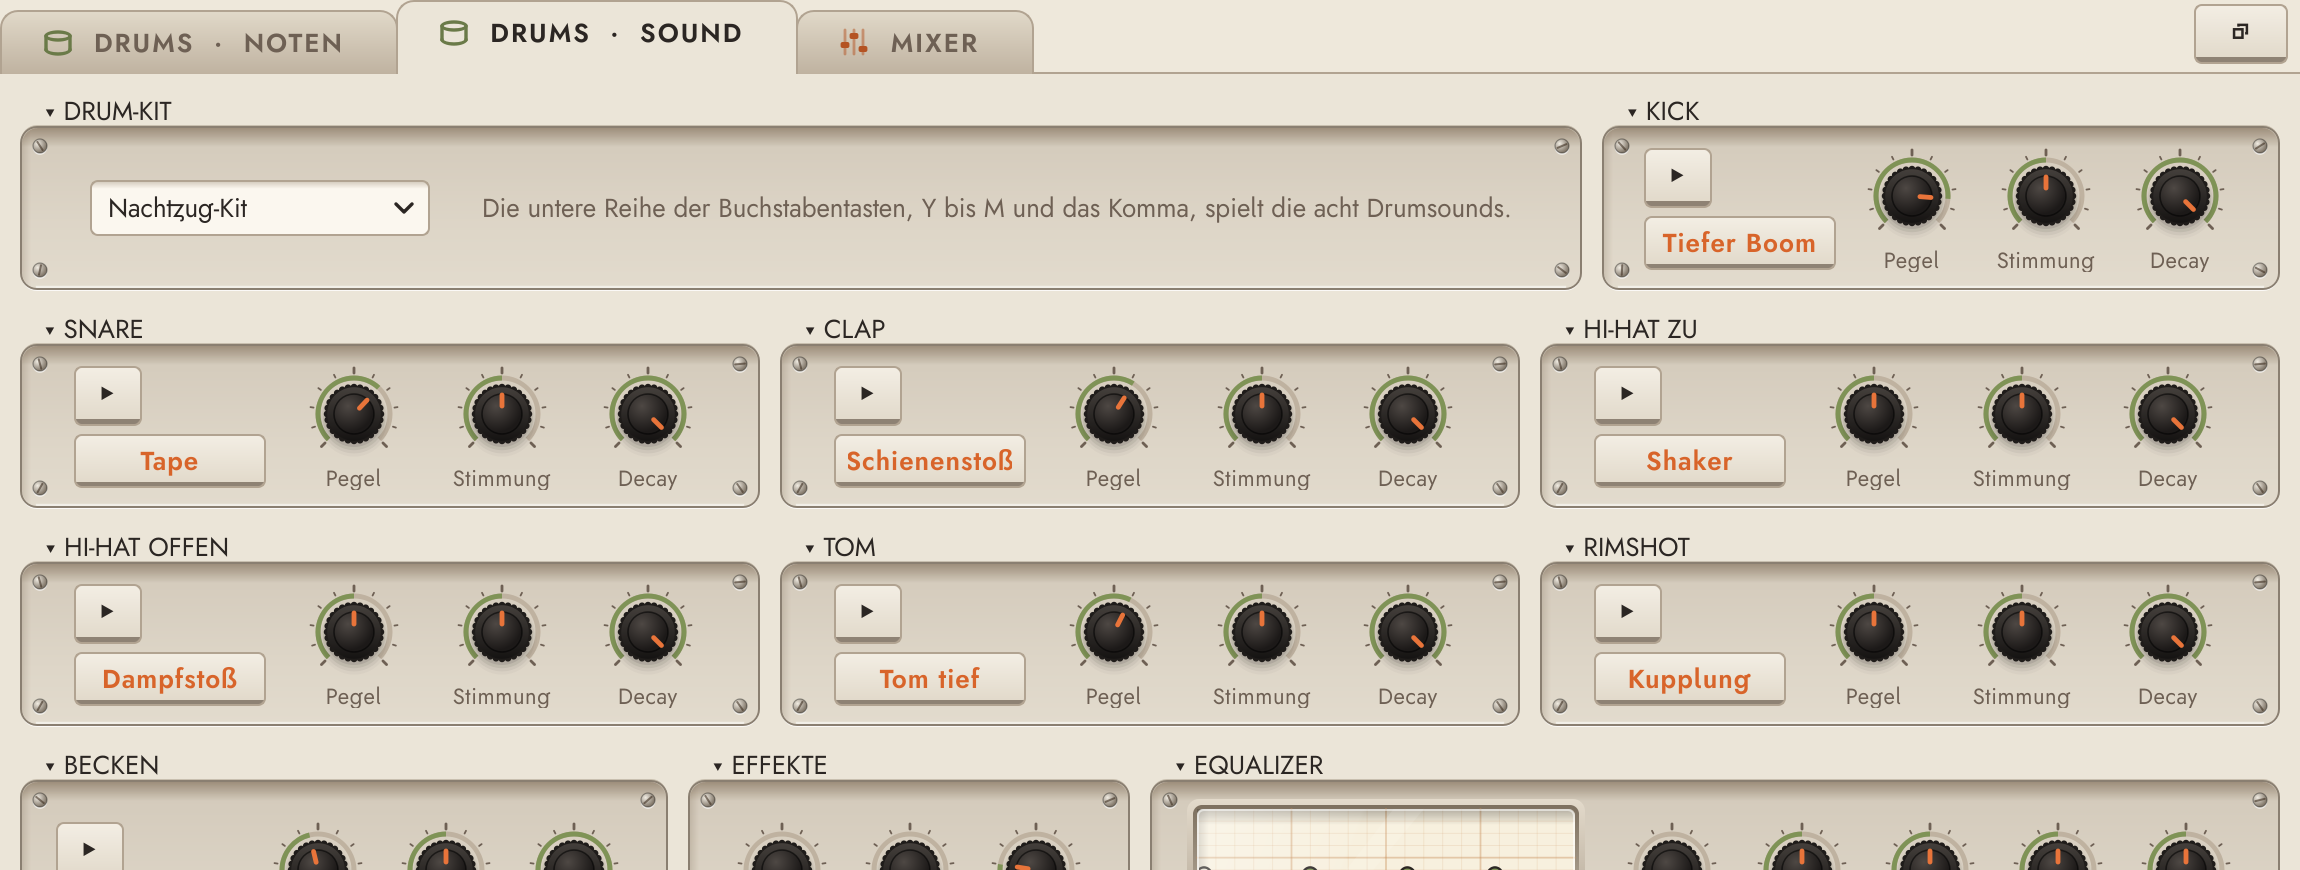 DRUMS · NOTEN
DRUMS · SOUND
MIXER
DRUM-KIT
Nachtzug-Kit
Die untere Reihe der Buchstabentasten, Y bis M und das Komma, spielt die acht Drumsounds.
KICK
Tiefer Boom
Pegel
Stimmung
Decay
SNARE
Tape
Pegel
Stimmung
Decay
CLAP
Schienenstoß
Pegel
Stimmung
Decay
HI-HAT ZU
Shaker
Pegel
Stimmung
Decay
HI-HAT OFFEN
Dampfstoß
Pegel
Stimmung
Decay
TOM
Tom tief
Pegel
Stimmung
Decay
RIMSHOT
Kupplung
Pegel
Stimmung
Decay
BECKEN
EFFEKTE
EQUALIZER